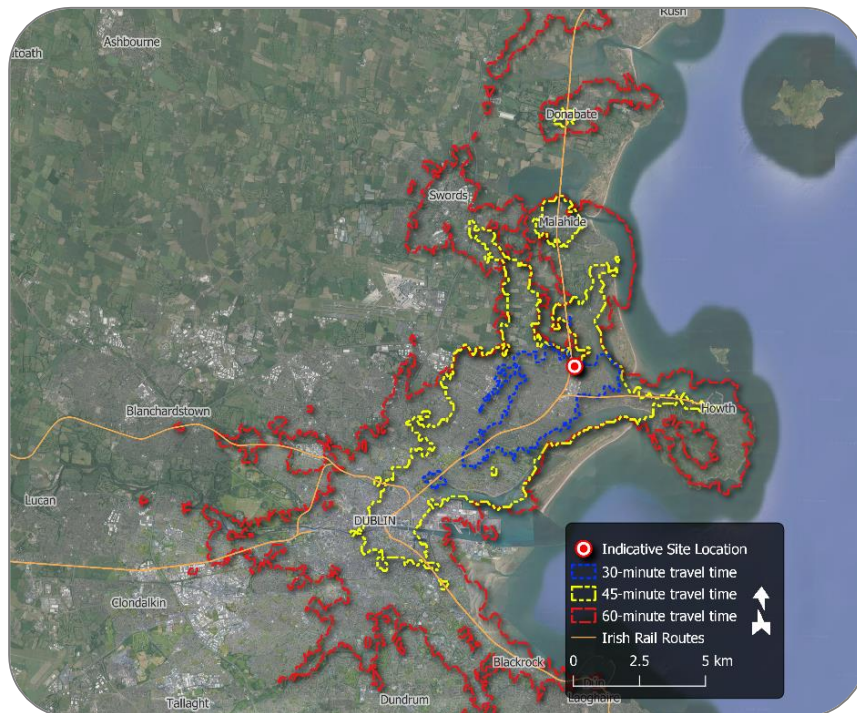 Rush
Ashbourne
toath
Donabate
Swords
Malahide
Blanchardstown
Howth
Lucan
DUBLIN
Indicative Site Location
30-minute travel time
45-minute travel time
60-minute travel time
Irish Rail Routes
0 2.5 5 km
Clondalkin
Blackrock
Tallaght
Dundrum
Laoghaire